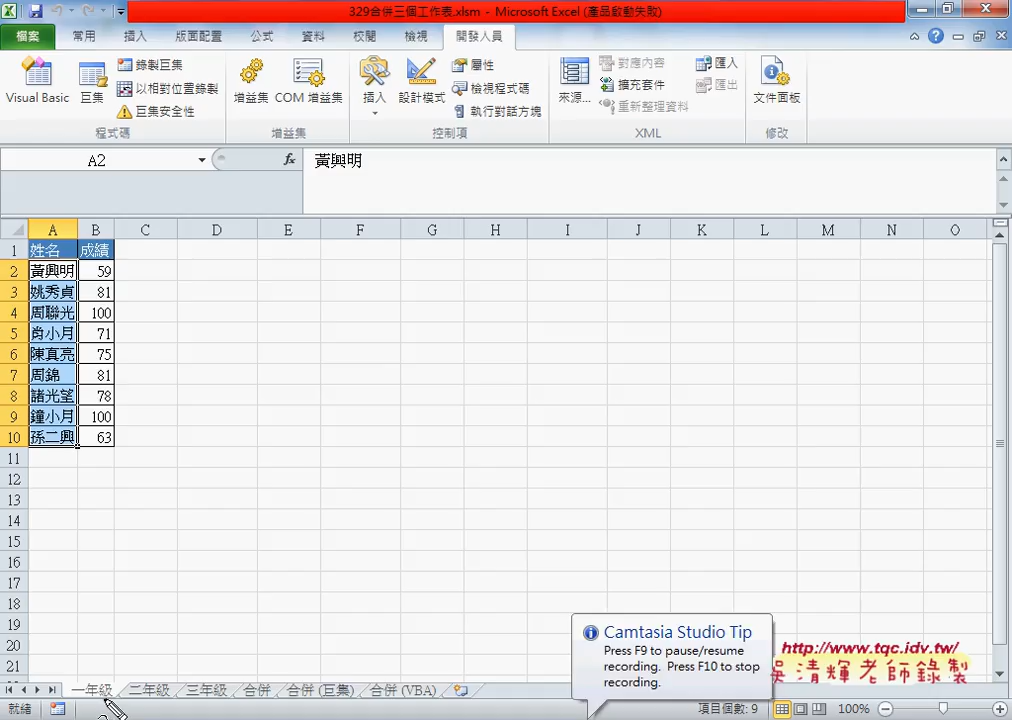 329合併三個工作表.xlsm - Microsoft Excel (產品啟動失敗)
檔案 常用 插入 版面配置 公式 資料 校閱 檢視 開發人員
Visual Basic 巨集 錄製巨集 以相對位置錄製 巨集安全性 程式碼
增益集 COM 增益集 增益集
插入 設計模式 屬性 檢視程式碼 執行對話方塊 控制項
來源... 對應內容 擴充套件 重新整理資料 匯入 匯出 XML
文件面板 修改
A2 fx 黃興明
A B C D E F G H I J K L M N O
1 姓名 成績
2 黃興明 59
3 姚秀貞 81
4 周聯光 100
5 肯小月 71
6 陳真亮 75
7 周錦 81
8 諸光望 78
9 鐘小月 100
10 孫二興 63
11
12
13
14
15
16
17
18
19
20
21
Camtasia Studio Tip
Press F9 to pause/resume
recording. Press F10 to stop
recording.
http://www.tqc.idv.tw/
吳清輝老師錄製
一年級 二年級 三年級 合併 合併 (巨集) 合併 (VBA)
就緒 項目個數: 9 100%